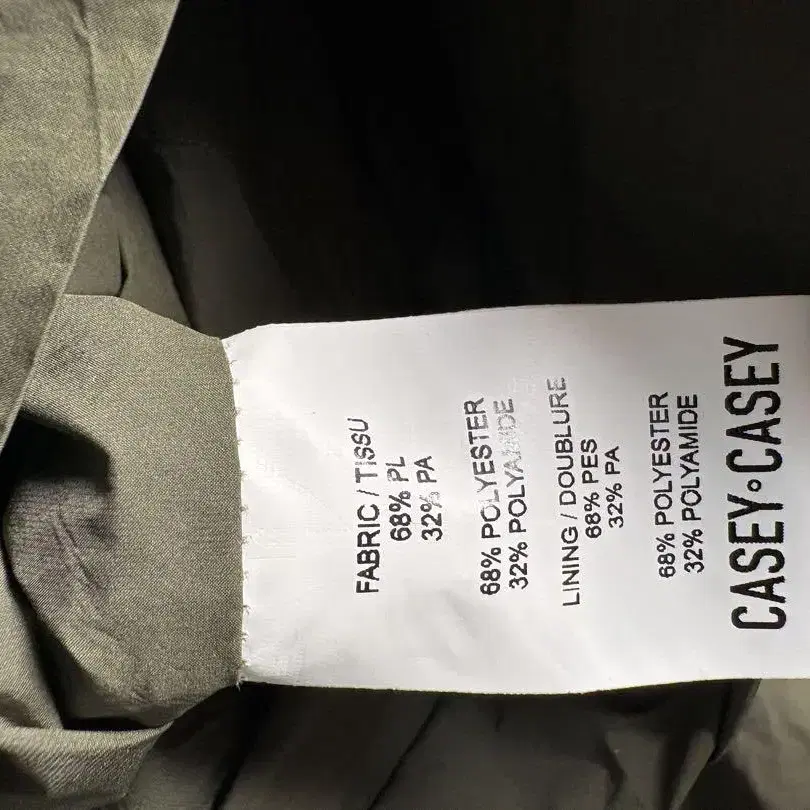 FABRIC / TISSU
68% PL
32% PA
68% POLYESTER
32% POLYAMIDE
LINING / DOUBLURE
68% PES
32% PA
68% POLYESTER
32% POLYAMIDE
CASEY◦CASEY